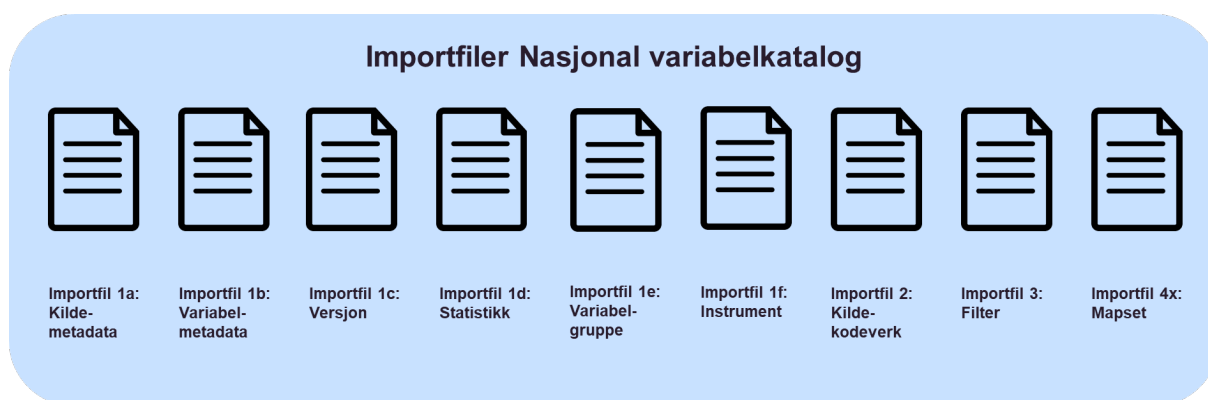 Importfiler Nasjonal variabelkatalog
Importfil 1a:
Kilde-
metadata
Importfil 1b:
Variabel-
metadata
Importfil 1c:
Versjon
Importfil 1d:
Statistikk
Importfil 1e:
Variabel-
gruppe
Importfil 1f:
Instrument
Importfil 2:
Kilde-
kodeverk
Importfil 3:
Filter
Importfil 4x:
Mapset